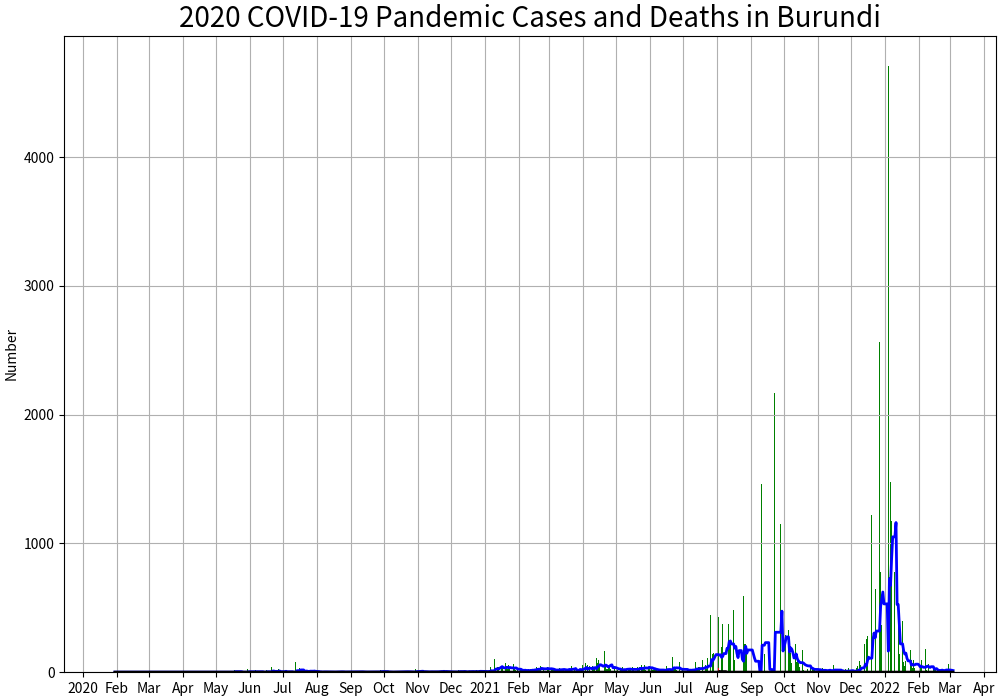 2020 COVID-19 Pandemic Cases and Deaths in Burundi
Number
4000
3000
2000
1000
0
2020 Feb Mar Apr May Jun Jul Aug Sep Oct Nov Dec 2021 Feb Mar Apr May Jun Jul Aug Sep Oct Nov Dec 2022 Feb Mar Apr